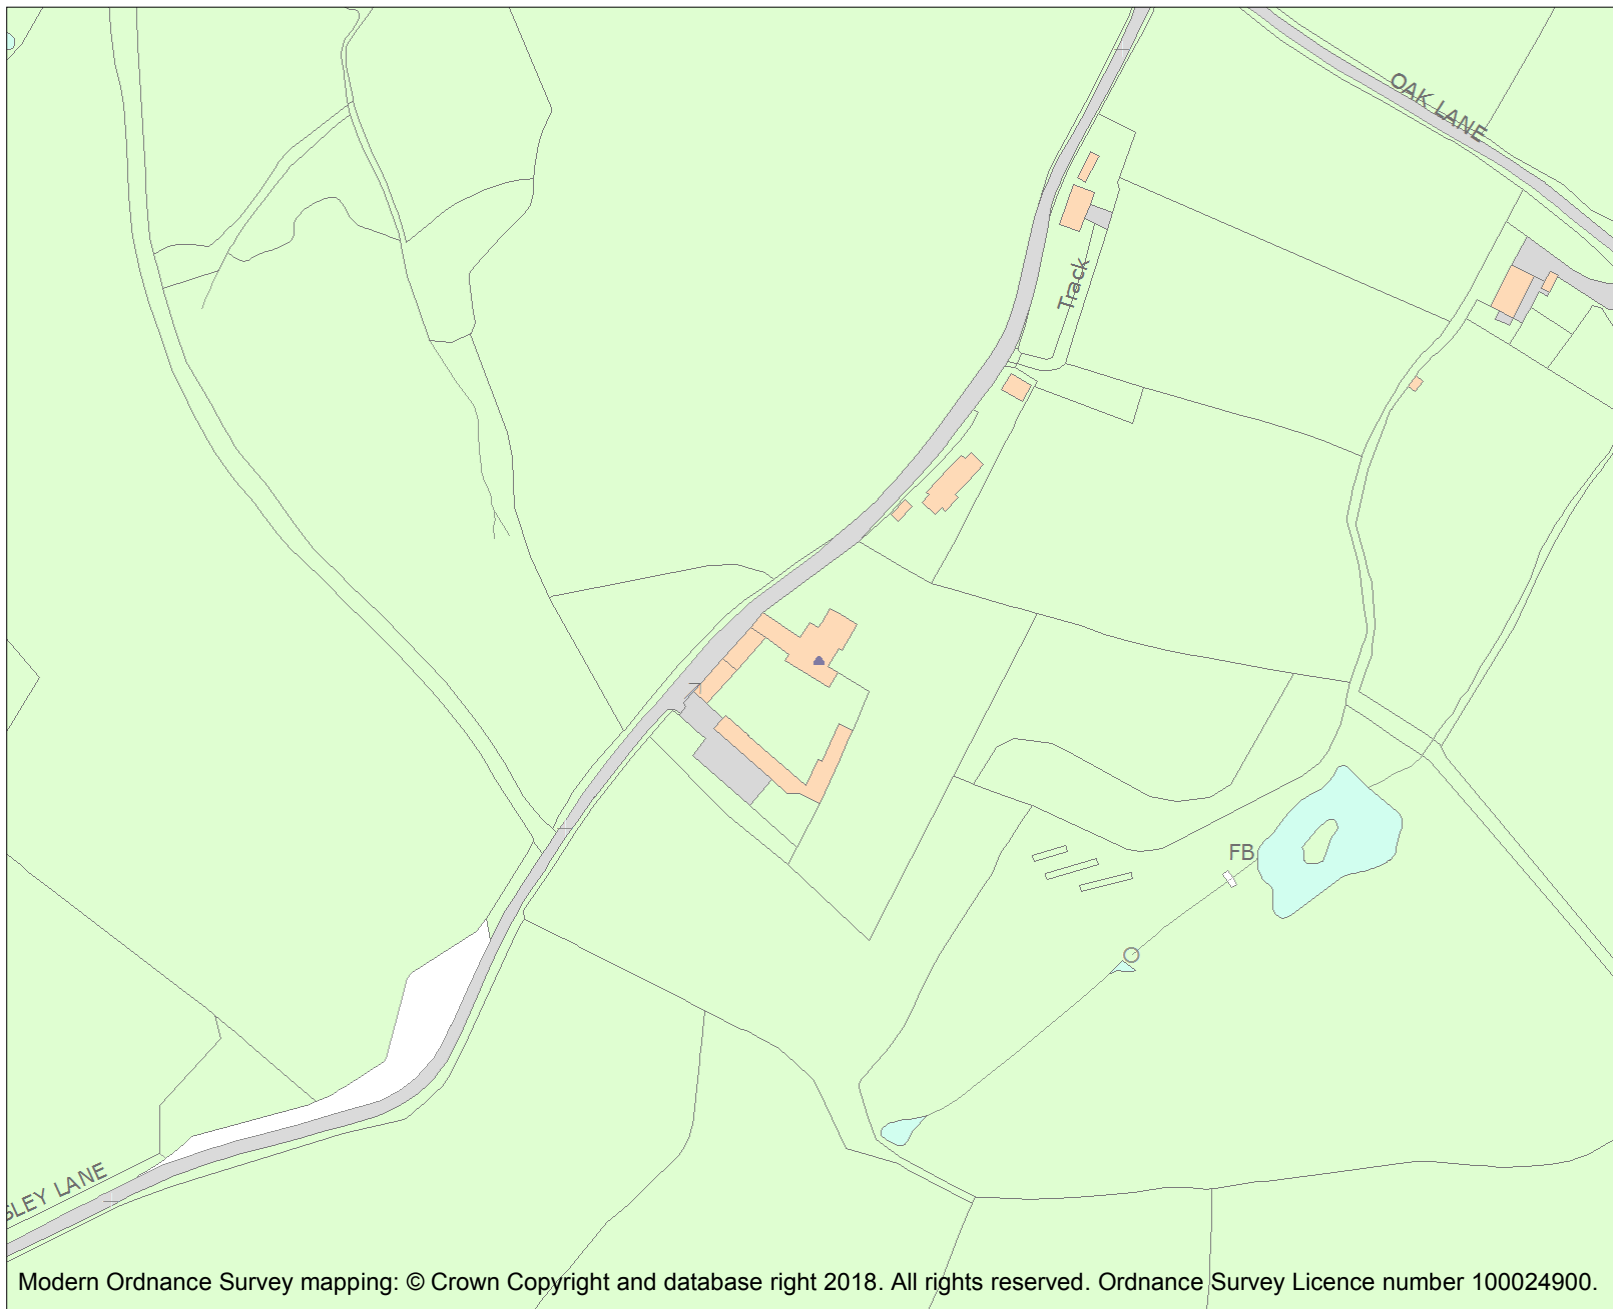 OAK LANE
Track
FB
SLEY LANE
Modern Ordnance Survey mapping: © Crown Copyright and database right 2018. All rights reserved. Ordnance Survey Licence number 100024900.